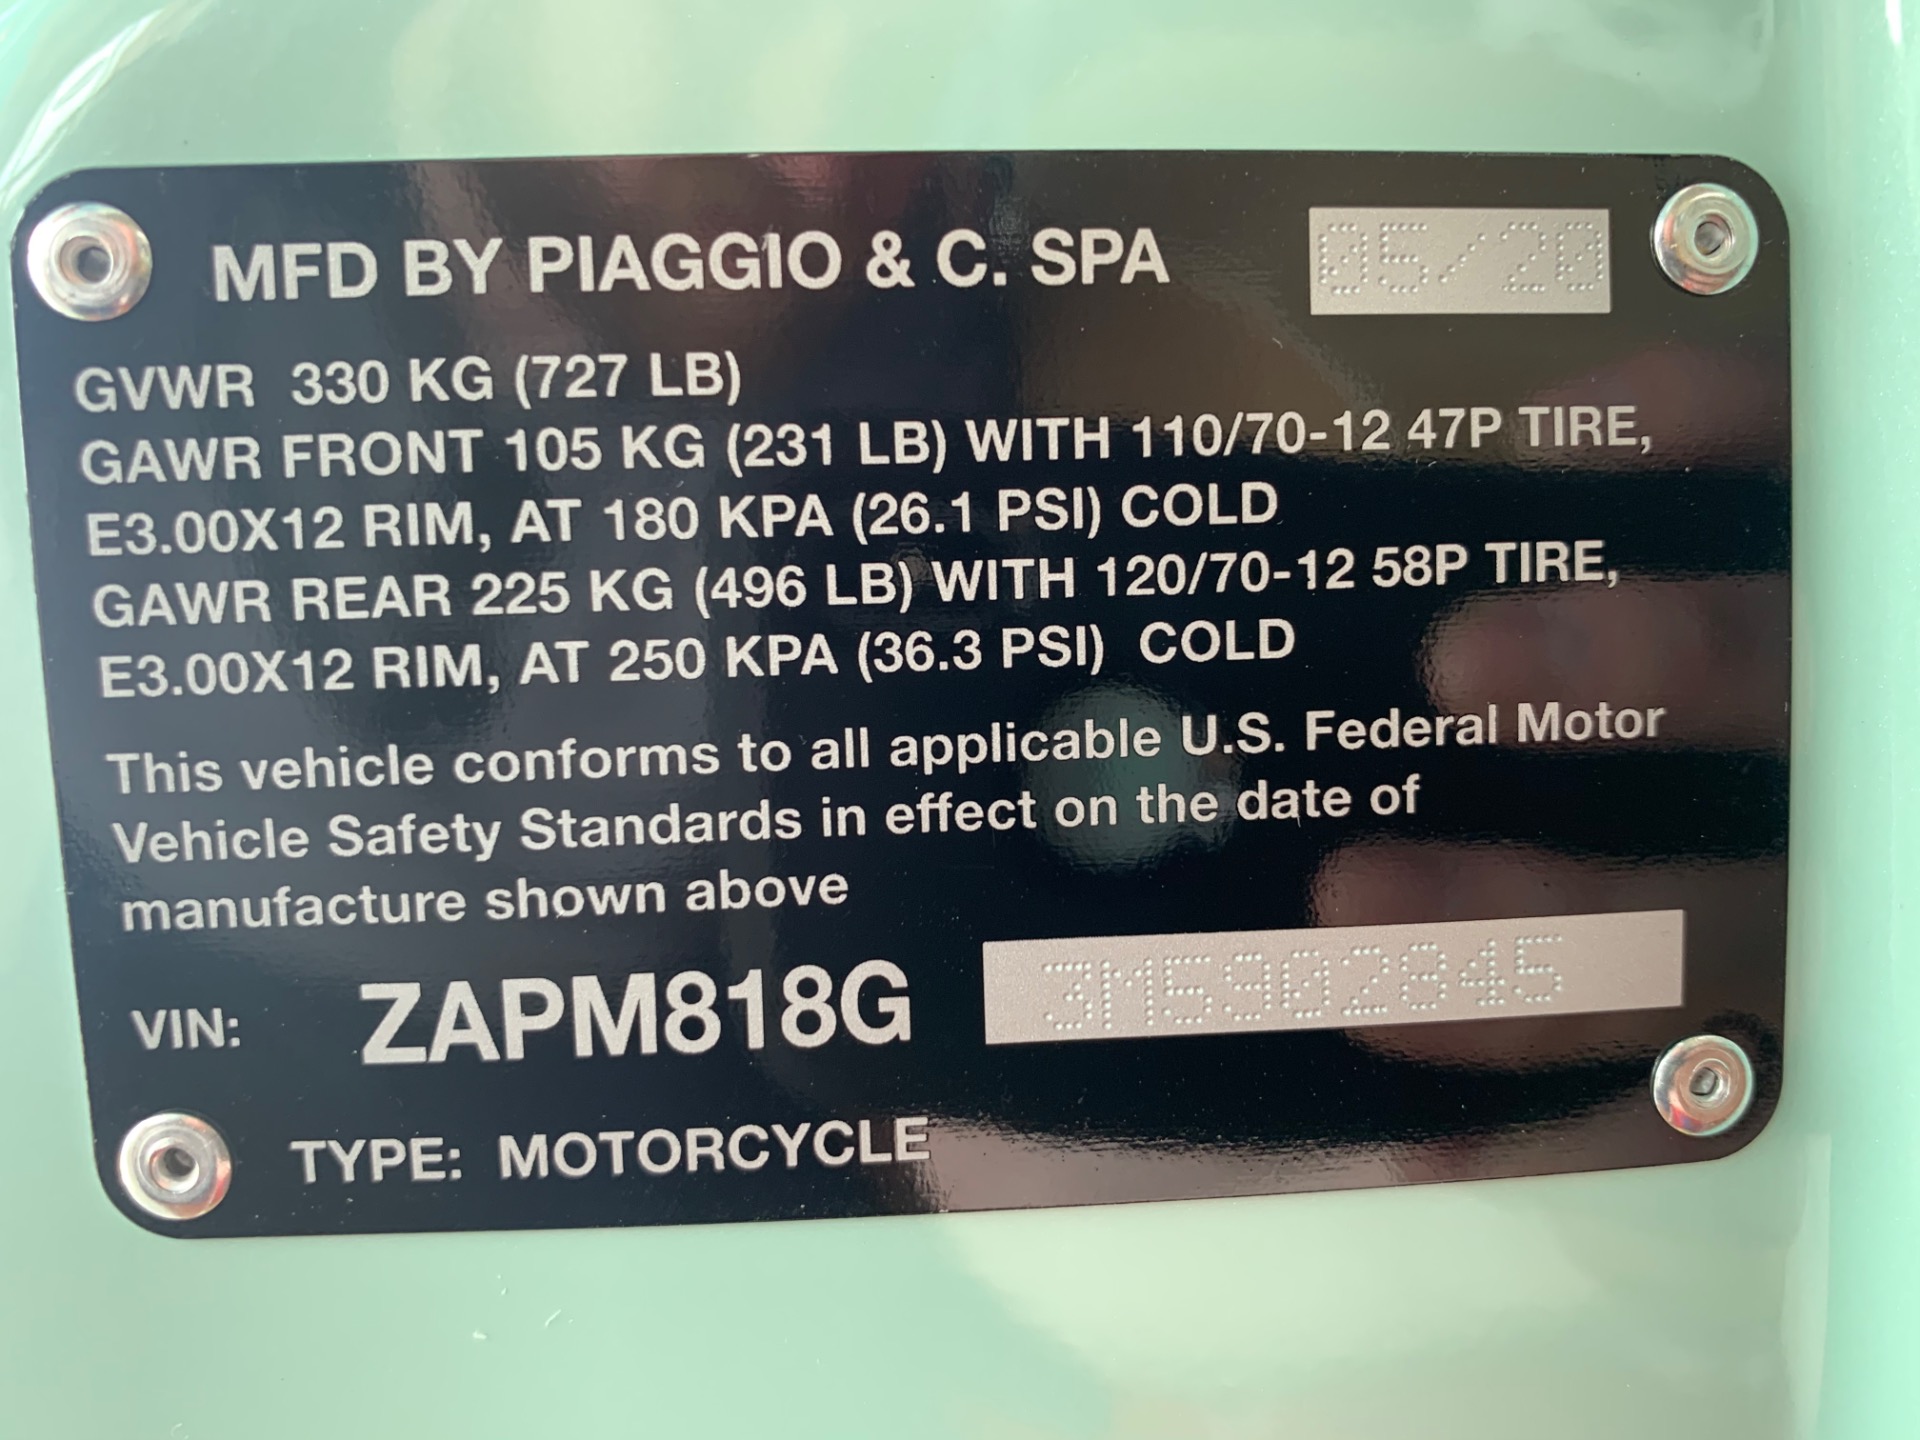 MFD BY PIAGGIO & C. SPA 05/20
GVWR 330 KG (727 LB)
GAWR FRONT 105 KG (231 LB) WITH 110/70-12 47P TIRE,
E3.00X12 RIM, AT 180 KPA (26.1 PSI) COLD
GAWR REAR 225 KG (496 LB) WITH 120/70-12 58P TIRE,
E3.00X12 RIM, AT 250 KPA (36.3 PSI) COLD
This vehicle conforms to all applicable U.S. Federal Motor
Vehicle Safety Standards in effect on the date of
manufacture shown above
VIN: ZAPM818G 3M5902845
TYPE: MOTORCYCLE